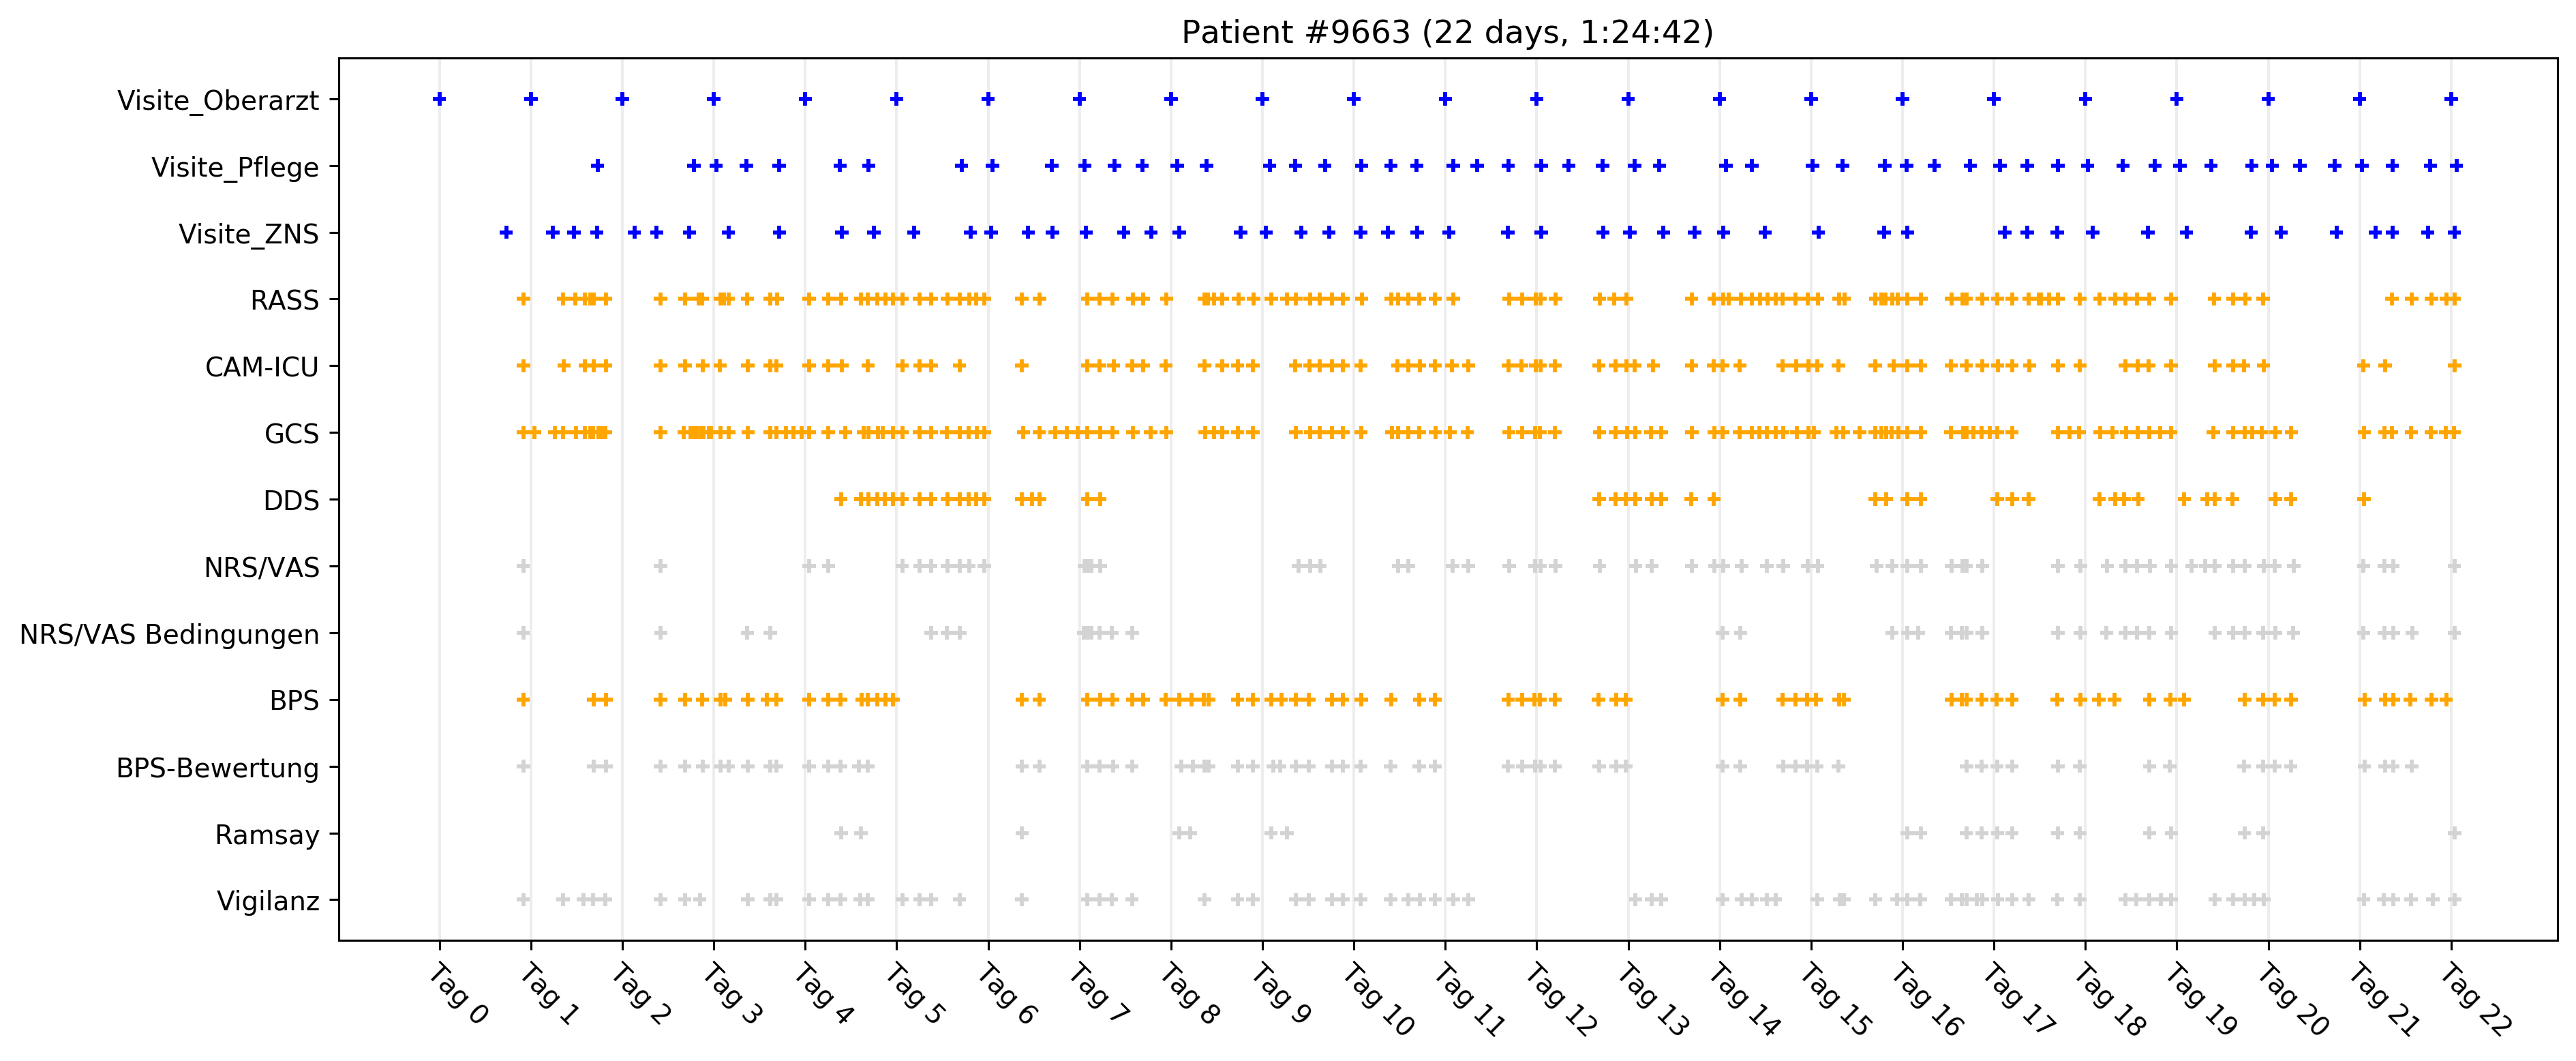 Patient #9663 (22 days, 1:24:42)
Visite_Oberarzt
Visite_Pflege
Visite_ZNS
RASS
CAM-ICU
GCS
DDS
NRS/VAS
NRS/VAS Bedingungen
BPS
BPS-Bewertung
Ramsay
Vigilanz
Tag 0
Tag 1
Tag 2
Tag 3
Tag 4
Tag 5
Tag 6
Tag 7
Tag 8
Tag 9
Tag 10
Tag 11
Tag 12
Tag 13
Tag 14
Tag 15
Tag 16
Tag 17
Tag 18
Tag 19
Tag 20
Tag 21
Tag 22